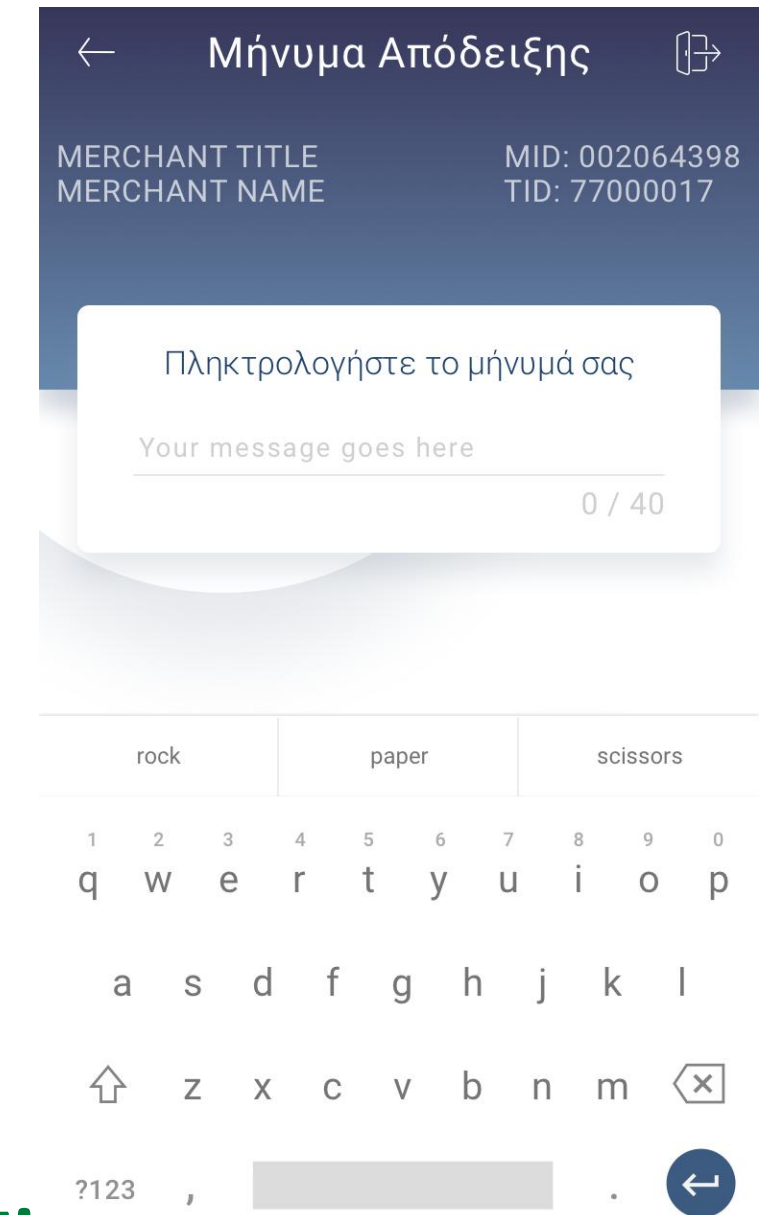 Μήνυμα Απόδειξης
MERCHANT TITLE MID: 002064398
MERCHANT NAME TID: 77000017
Πληκτρολογήστε το μήνυμά σας
Your message goes here
0 / 40
rock paper scissors
1 2 3 4 5 6 7 8 9 0
q w e r t y u i o p
a s d f g h j k l
z x c v b n m
?123 , .